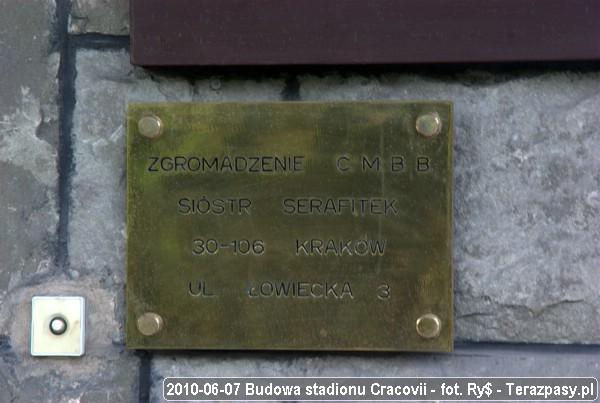 ZGROMADZENIE C M B B
SIÓSTR SERAFITEK
30-106 KRAKÓW
UL. ŁOWIECKA 3
2010-06-07 Budowa stadionu Cracovii - fot. Ry$ - Terazpasy.pl